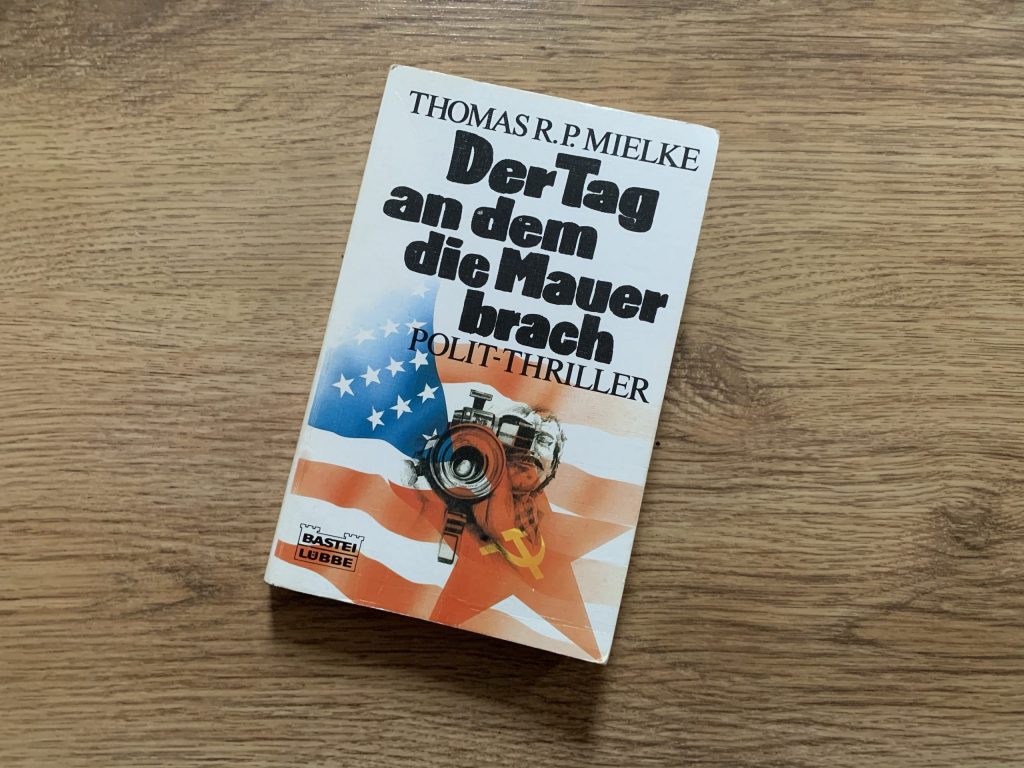 THOMAS R.P. MIELKE
Der Tag
an dem
die Mauer
brach
POLIT-THRILLER
BASTEI
LÜBBE